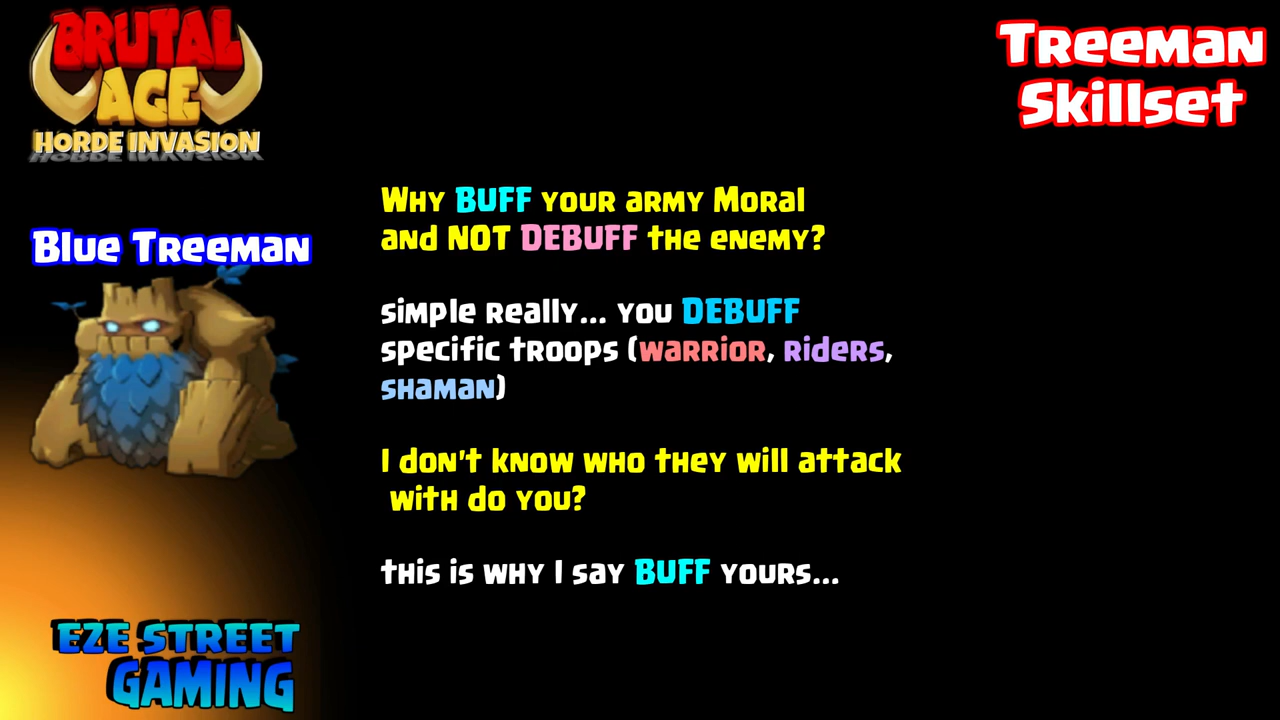 BRUTAL
AGE
HORDE INVASION
Treeman
Skillset
Blue Treeman
Why BUFF your army Moral
and NOT DEBUFF the enemy?
simple really... you DEBUFF
specific troops (warrior, riders,
shaman)
I don't know who they will attack
with do you?
this is why I say BUFF yours...
EZE STREET
GAMING